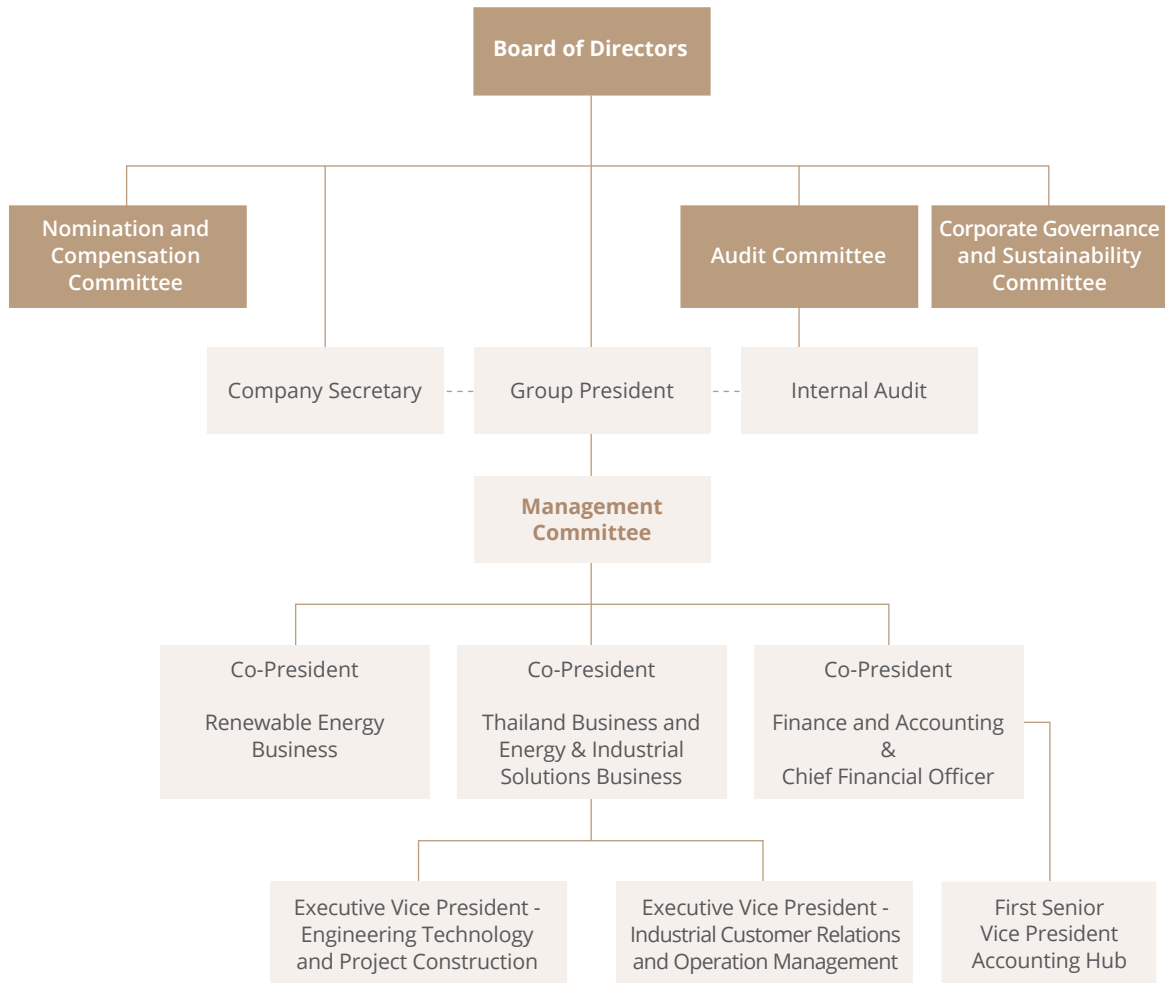 Board of Directors
Nomination and
Compensation
Committee
Audit Committee
Corporate Governance
and Sustainability
Committee
Company Secretary
Group President
Internal Audit
Management
Committee
Co-President
Renewable Energy
Business
Co-President
Thailand Business and
Energy & Industrial
Solutions Business
Co-President
Finance and Accounting
&
Chief Financial Officer
Executive Vice President -
Engineering Technology
and Project Construction
Executive Vice President -
Industrial Customer Relations
and Operation Management
First Senior
Vice President
Accounting Hub